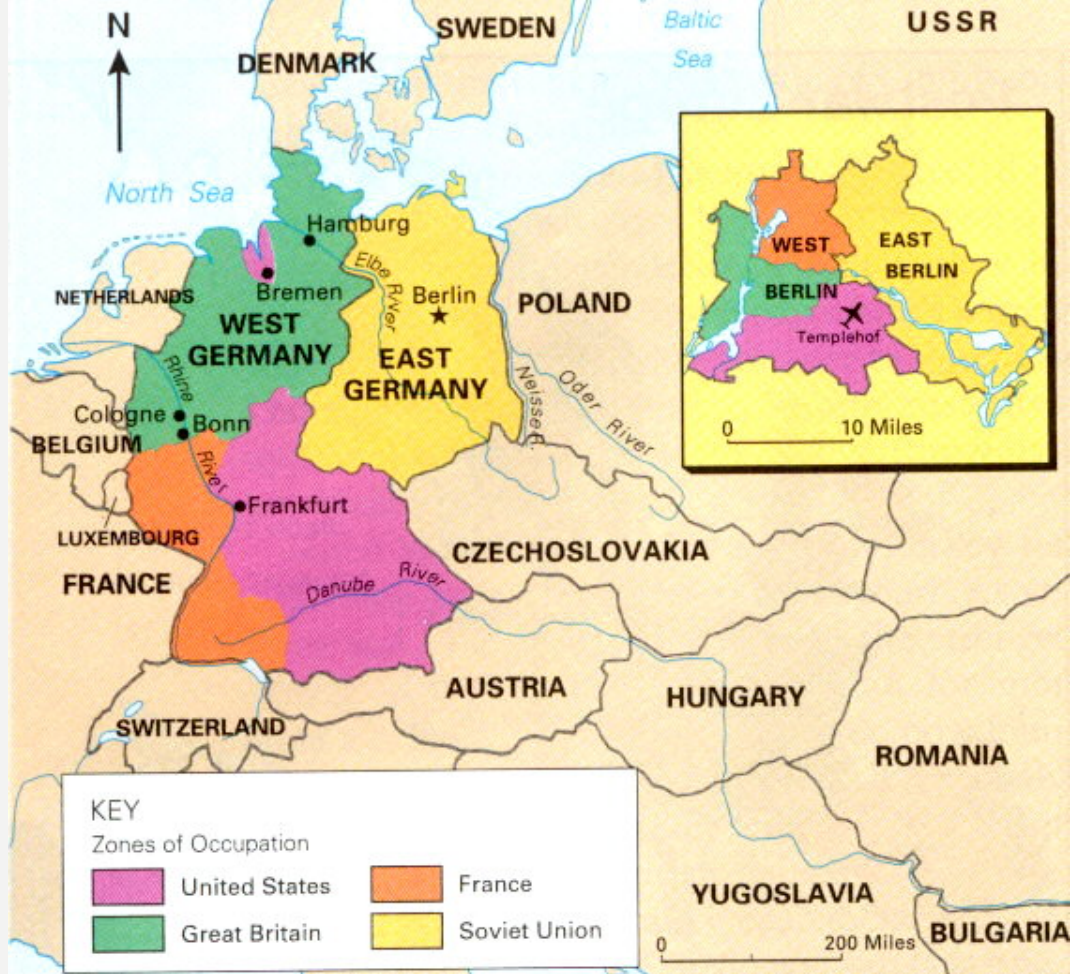 N
SWEDEN
Baltic
Sea
USSR
DENMARK
North Sea
Hamburg
Elbe River
NETHERLANDS
Bremen
Berlin
POLAND
WEST
GERMANY
EAST
GERMANY
Rhine
River
Cologne
Bonn
BELGIUM
Neisse R.
Oder River
Frankfurt
LUXEMBOURG
FRANCE
CZECHOSLOVAKIA
Danube River
AUSTRIA
HUNGARY
SWITZERLAND
ROMANIA
YUGOSLAVIA
BULGARIA
0 200 Miles
WEST
BERLIN
EAST
BERLIN
Templehof
0 10 Miles
KEY
Zones of Occupation
United States
France
Great Britain
Soviet Union